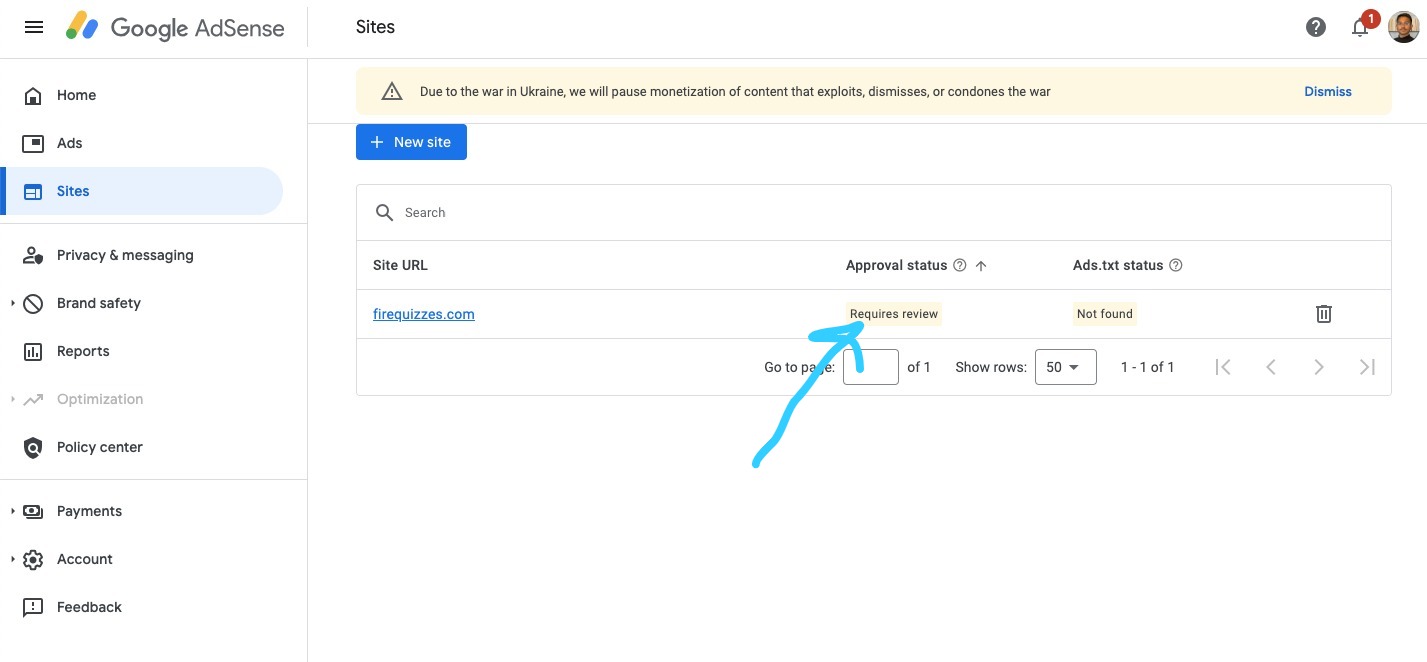 Google AdSense
Sites
1
Home
Ads
Sites
Privacy & messaging
Brand safety
Reports
Optimization
Policy center
Payments
Account
Feedback
Due to the war in Ukraine, we will pause monetization of content that exploits, dismisses, or condones the war
Dismiss
+ New site
Search
Site URL Approval status Ads.txt status
firequizzes.com Requires review Not found
Go to page: of 1 Show rows: 50 1 - 1 of 1